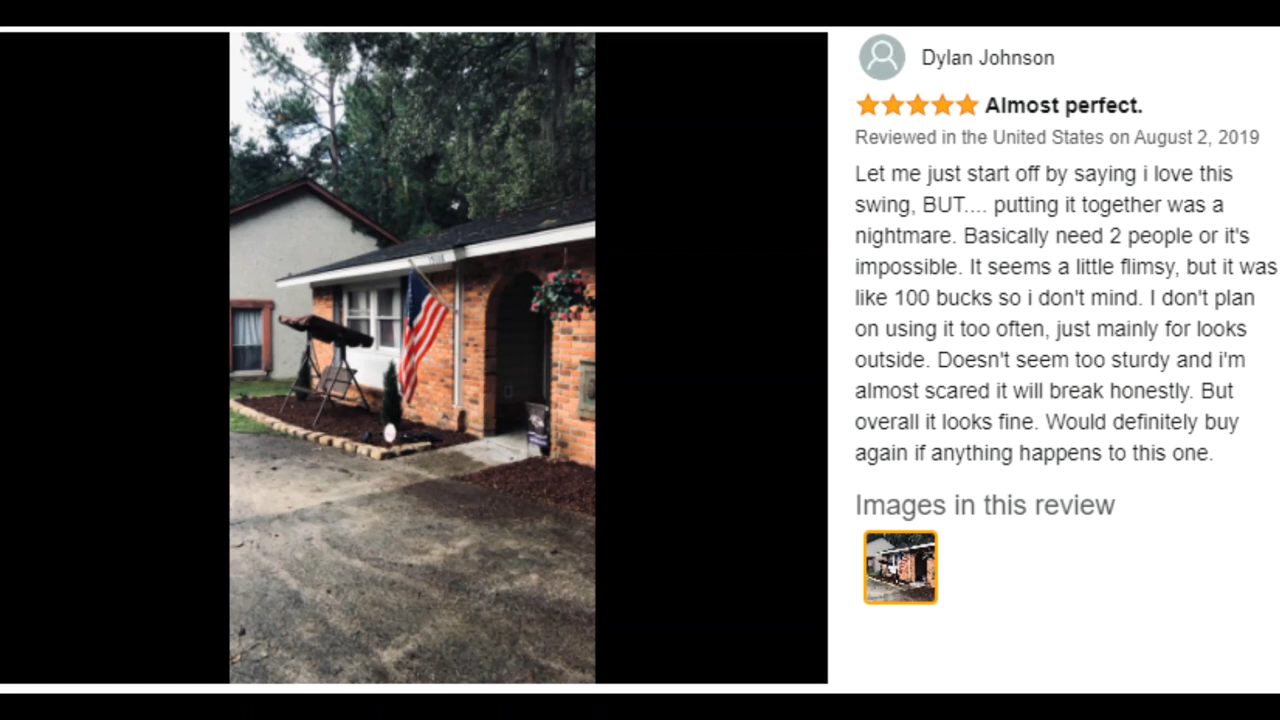 Dylan Johnson
Almost perfect.
Reviewed in the United States on August 2, 2019
Let me just start off by saying i love this
swing, BUT.... putting it together was a
nightmare. Basically need 2 people or it's
impossible. It seems a little flimsy, but it was
like 100 bucks so i don't mind. I don't plan
on using it too often, just mainly for looks
outside. Doesn't seem too sturdy and i'm
almost scared it will break honestly. But
overall it looks fine. Would definitely buy
again if anything happens to this one.
Images in this review